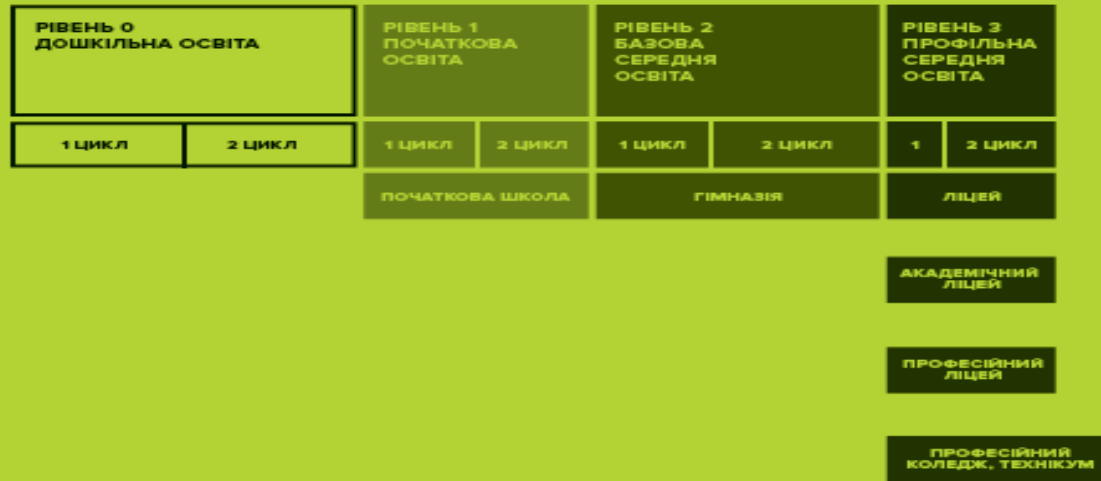 РІВЕНЬ 0
ДОШКІЛЬНА ОСВІТА
РІВЕНЬ 1
ПОЧАТКОВА
ОСВІТА
РІВЕНЬ 2
БАЗОВА
СЕРЕДНЯ
ОСВІТА
РІВЕНЬ 3
ПРОФІЛЬНА
СЕРЕДНЯ
ОСВІТА
1 ЦИКЛ
2 ЦИКЛ
1 ЦИКЛ
2 ЦИКЛ
1 ЦИКЛ
2 ЦИКЛ
1
2 ЦИКЛ
ПОЧАТКОВА ШКОЛА
ГІМНАЗІЯ
ЛІЦЕЙ
АКАДЕМІЧНИЙ
ЛІЦЕЙ
ПРОФЕСІЙНИЙ
ЛІЦЕЙ
ПРОФЕСІЙНИЙ
КОЛЕДЖ, ТЕХНІКУМ